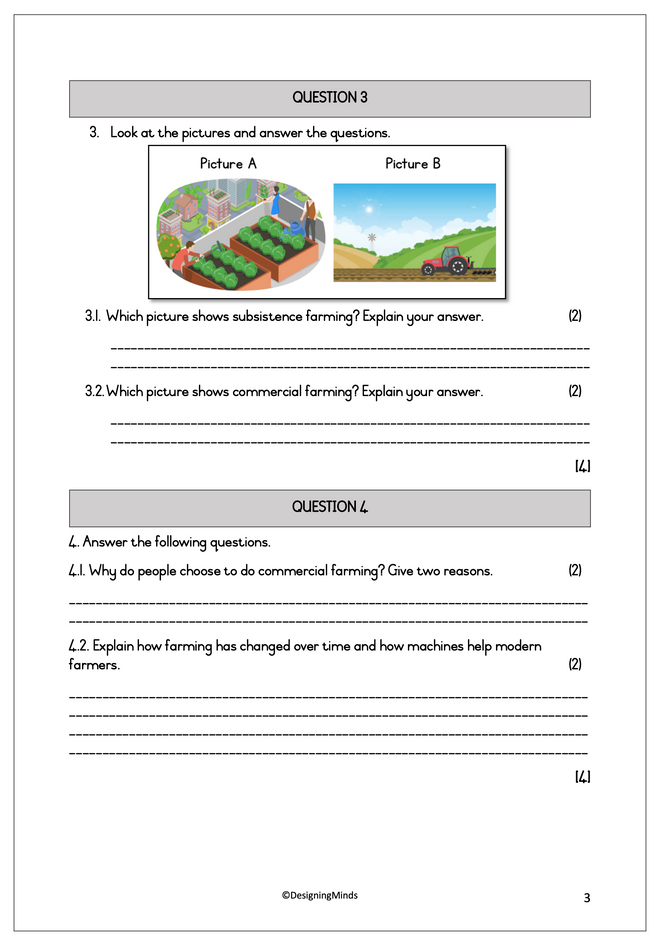 QUESTION 3
3. Look at the pictures and answer the questions.
Picture A Picture B
3.1. Which picture shows subsistence farming? Explain your answer. (2)
3.2. Which picture shows commercial farming? Explain your answer. (2)
[4]
QUESTION 4
4. Answer the following questions.
4.1. Why do people choose to do commercial farming? Give two reasons. (2)
4.2. Explain how farming has changed over time and how machines help modern
farmers. (2)
[4]
©DesigningMinds
3